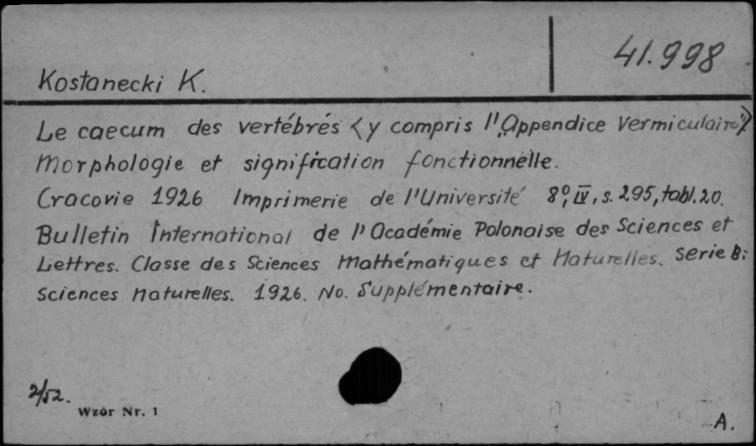 41.998
Kostanecki K.
Le caecum des vertébrés <y compris l'Appendice Vermiculaire>
Morphologie et signification fonctionnelle.
Cracovie 1926 Imprimerie de l'Université 8°, IV, s. 295, tabl. 20.
Bulletin International de l'Académie Polonaise des Sciences et
Lettres. Classe des Sciences Mathématiques et Naturelles. Serie B:
Sciences naturelles. 1926. No. Supplémentaire.
2/52.
Wzór Nr. 1
A.